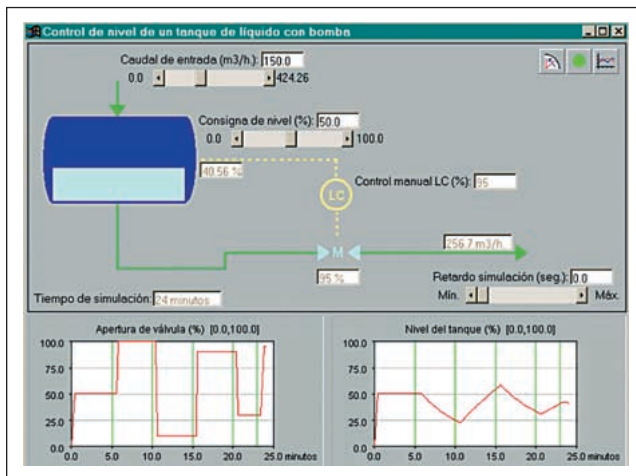 Control de nivel de un tanque de líquido con bomba
Caudal de entrada (m3/h.): 150.0
0.0 424.26
Consigna de nivel (%): 50.0
0.0 100.0
40.56 %
LC
Control manual LC (%): 95
M
256.7 m3/h.
95 %
Retardo simulación (seg.): 0.0
Mín. Máx.
Tiempo de simulación: 24 minutos
Apertura de válvula (%) [0.0,100.0]
100.0
75.0
50.0
25.0
0.0
0.0 5.0 10.0 15.0 20.0 25.0 minutos
Nivel del tanque (%) [0.0,100.0]
100.0
75.0
50.0
25.0
0.0
0.0 5.0 10.0 15.0 20.0 25.0 minutos